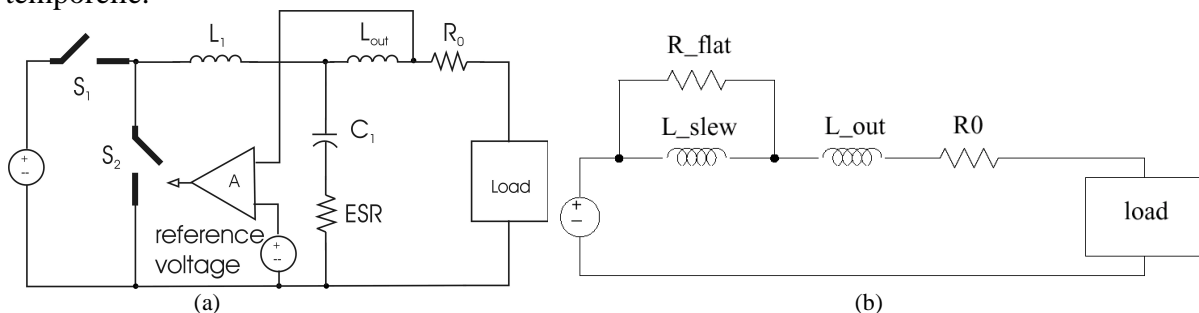 temporelle.
L1 Lout R0
S1
S2
C1
+
--
A
Load
ESR
reference
voltage
+
--
(a)
R_flat
L_slew L_out R0
+
–
load
(b)